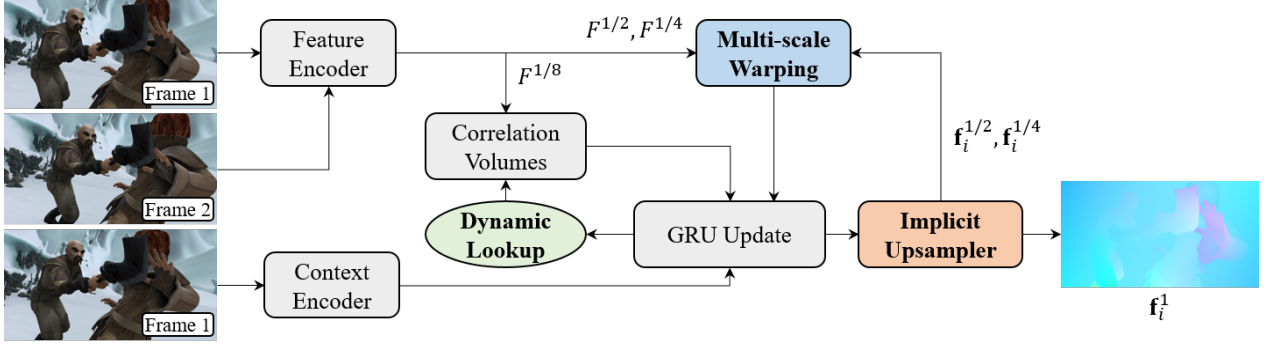 Frame 1
Feature
Encoder
F^{1/2}, F^{1/4}
Multi-scale
Warping
F^{1/8}
Frame 2
Correlation
Volumes
f_i^{1/2}, f_i^{1/4}
Dynamic
Lookup
GRU Update
Implicit
Upsampler
Context
Encoder
Frame 1
f_i^1